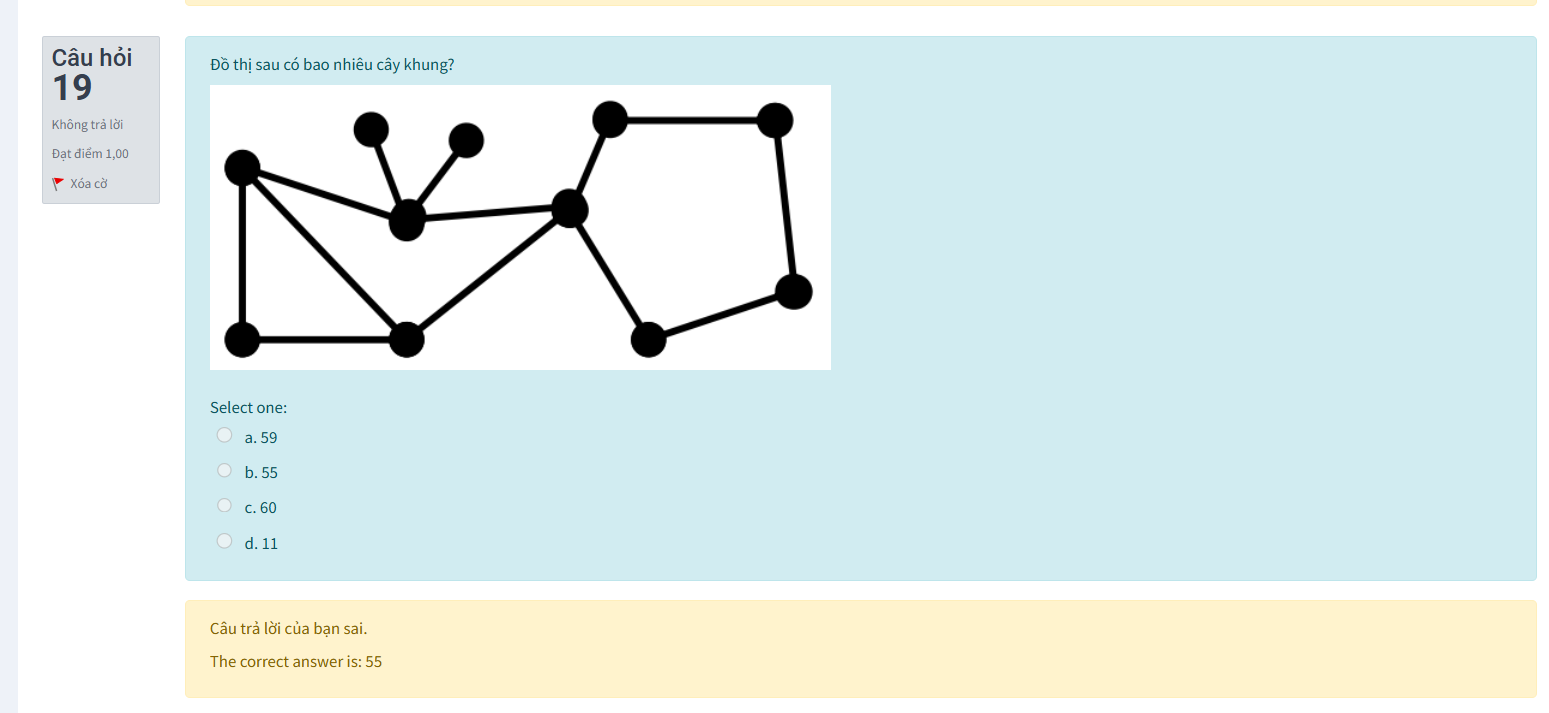 Câu hỏi
19
Không trả lời
Đạt điểm 1,00
Xóa cờ
Đồ thị sau có bao nhiêu cây khung?
Select one:
a. 59
b. 55
c. 60
d. 11
Câu trả lời của bạn sai.
The correct answer is: 55